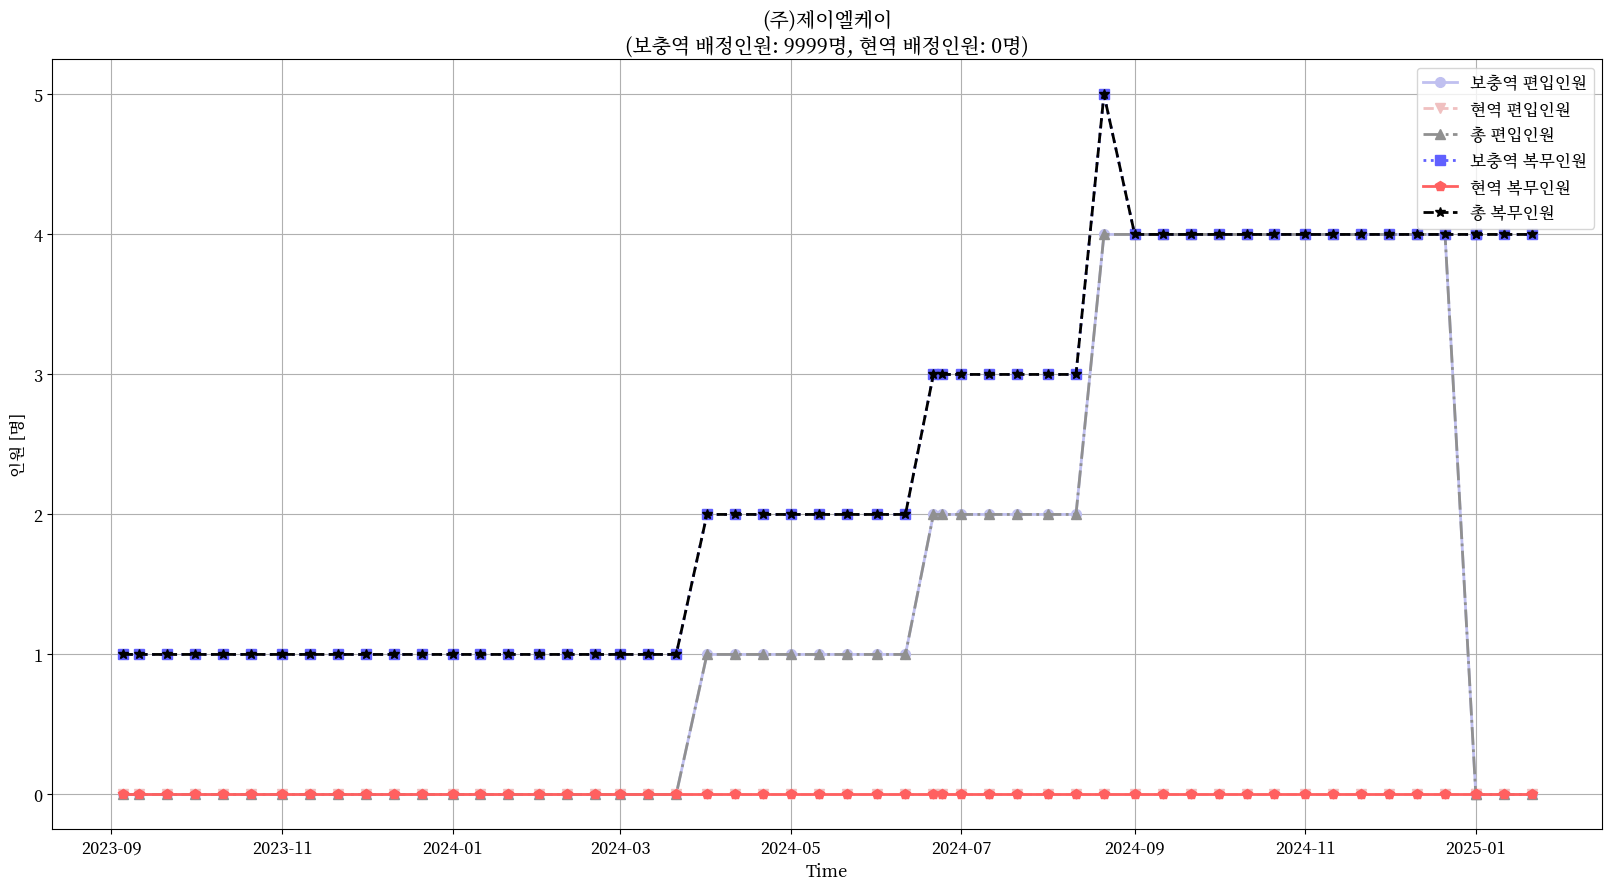 (주)제이엘케이
(보충역 배정인원: 9999명, 현역 배정인원: 0명)
보충역 편입인원
현역 편입인원
총 편입인원
보충역 복무인원
현역 복무인원
총 복무인원
인원 [명]
5
4
3
2
1
0
2023-09 2023-11 2024-01 2024-03 2024-05 2024-07 2024-09 2024-11 2025-01
Time